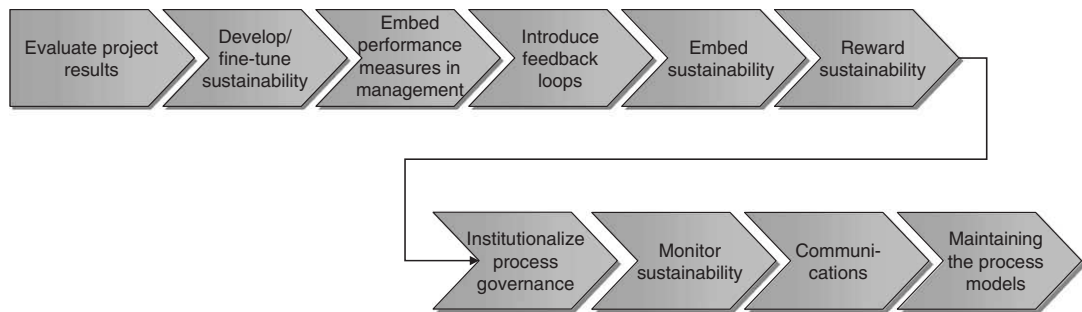 Evaluate project
results
Develop/
fine-tune
sustainability
Embed
performance
measures in
management
Introduce
feedback
loops
Embed
sustainability
Reward
sustainability
Institutionalize
process
governance
Monitor
sustainability
Communi-
cations
Maintaining
the process
models